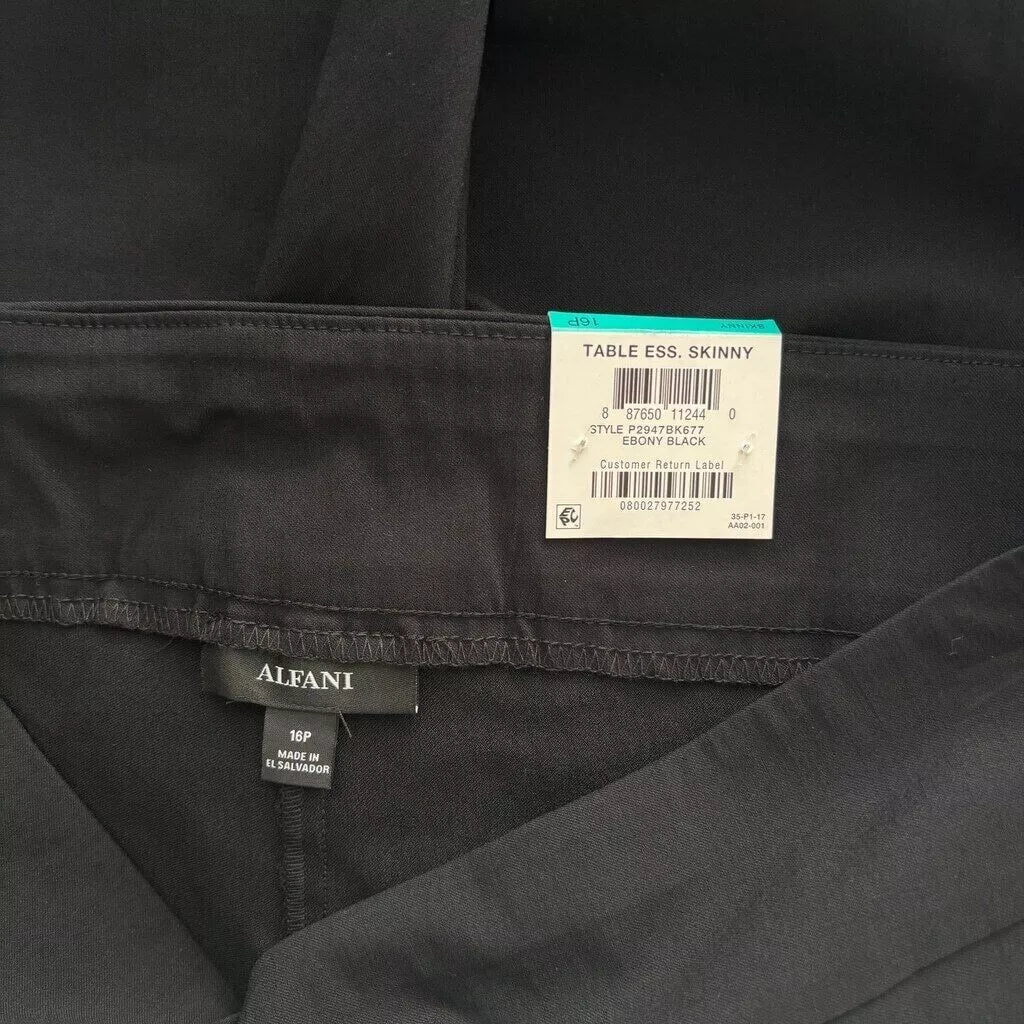 16P SKINNY
TABLE ESS. SKINNY
8 87650 11244 0
STYLE P2947BK677
EBONY BLACK
Customer Return Label
080027977252
35-P1-17
AA02-001
ALFANI
16P
MADE IN
EL SALVADOR